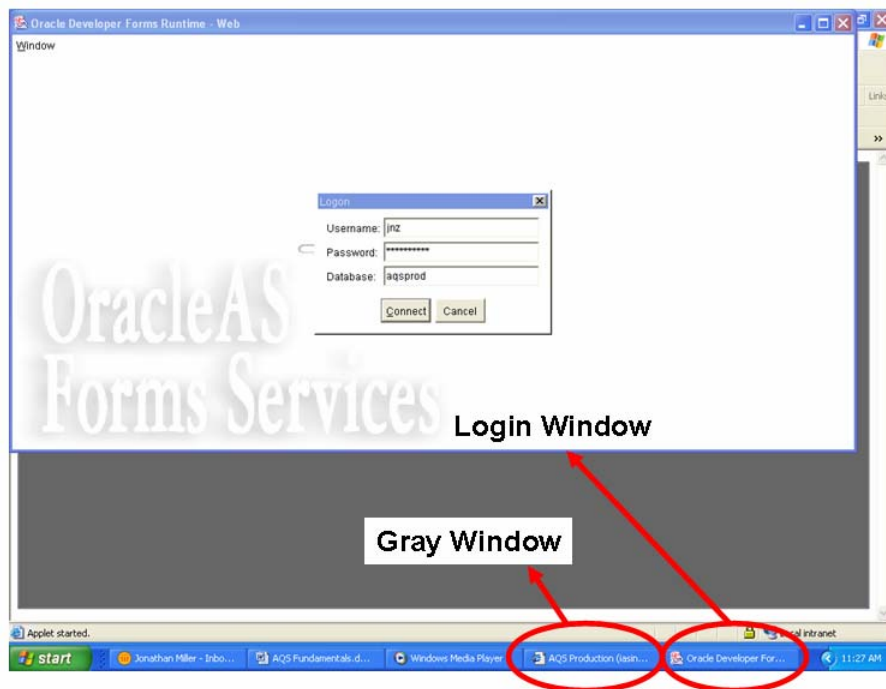 Oracle Developer Forms Runtime - Web
Window
Links
»
Logon
Username: jnz
Password: **********
Database: aqsprod
Connect Cancel
OracleAS
Forms Services
Login Window
Gray Window
Applet started.
intranet
start Jonathan Miller - Inbo... AQS Fundamentals.d... Windows Media Player AQS Production (iasin... Oracle Developer For... 11:27 AM